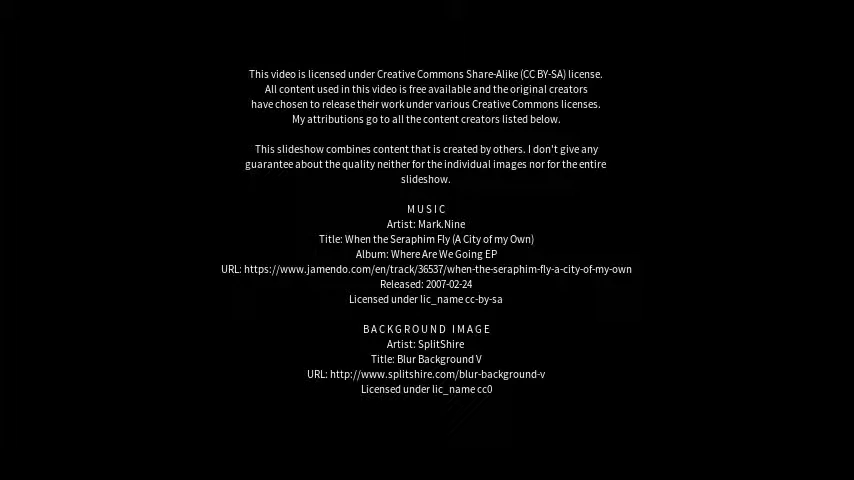 This video is licensed under Creative Commons Share-Alike (CC BY-SA) license.
All content used in this video is free available and the original creators
have chosen to release their work under various Creative Commons licenses.
My attributions go to all the content creators listed below.
This slideshow combines content that is created by others. I don't give any
guarantee about the quality neither for the individual images nor for the entire
slideshow.
MUSIC
Artist: Mark.Nine
Title: When the Seraphim Fly (A City of my Own)
Album: Where Are We Going EP
URL: https://www.jamendo.com/en/track/36537/when-the-seraphim-fly-a-city-of-my-own
Released: 2007-02-24
Licensed under lic_name cc-by-sa
BACKGROUND IMAGE
Artist: SplitShire
Title: Blur Background V
URL: http://www.splitshire.com/blur-background-v
Licensed under lic_name cc0